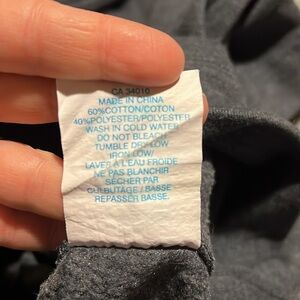 CA 34010
MADE IN CHINA
60%COTTON/COTON
40%POLYESTER/POLYESTER
WASH IN COLD WATER
DO NOT BLEACH
TUMBLE DRY LOW
IRON LOW/
LAVER A L'EAU FROIDE
NE PAS BLANCHIR
SÉCHER PAR
CULBUTAGE / BASSE
REPASSER BASSE.